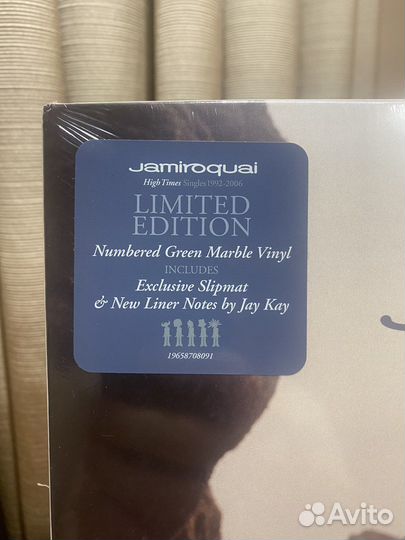 Jamiroquai
High Times Singles 1992-2006
LIMITED
EDITION
Numbered Green Marble Vinyl
INCLUDES
Exclusive Slipmat
& New Liner Notes by Jay Kay
19658708091
Avito